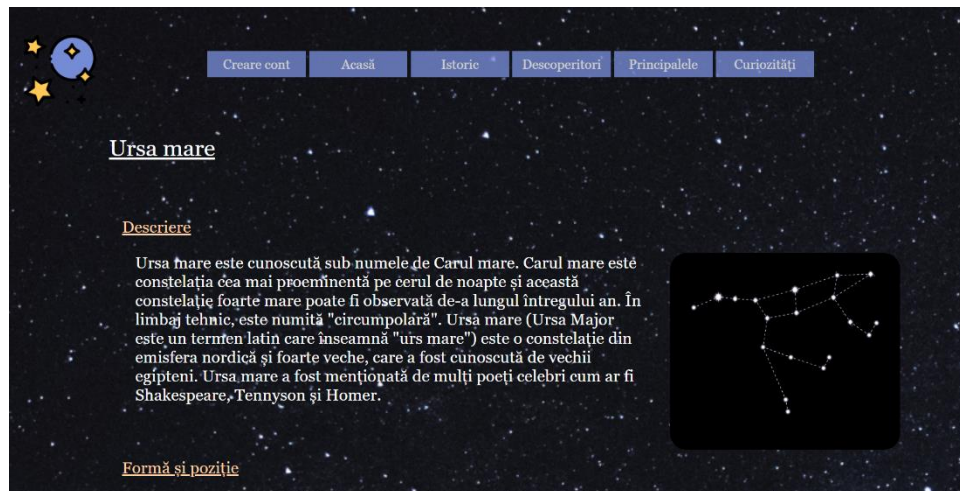 Creare cont Acasă Istoric Descoperitori Principalele Curiozități
Ursa mare
Descriere
Ursa mare este cunoscută sub numele de Carul mare. Carul mare este
constelația cea mai proeminentă pe cerul de noapte și această
constelație foarte mare poate fi observată de-a lungul întregului an. În
limbaj tehnic, este numită "circumpolară". Ursa mare (Ursa Major
este un termen latin care înseamnă "urs mare") este o constelație din
emisfera nordică și foarte veche, care a fost cunoscută de vechii
egipteni. Ursa mare a fost menționată de mulți poeți celebri cum ar fi
Shakespeare, Tennyson și Homer.
Formă și poziție